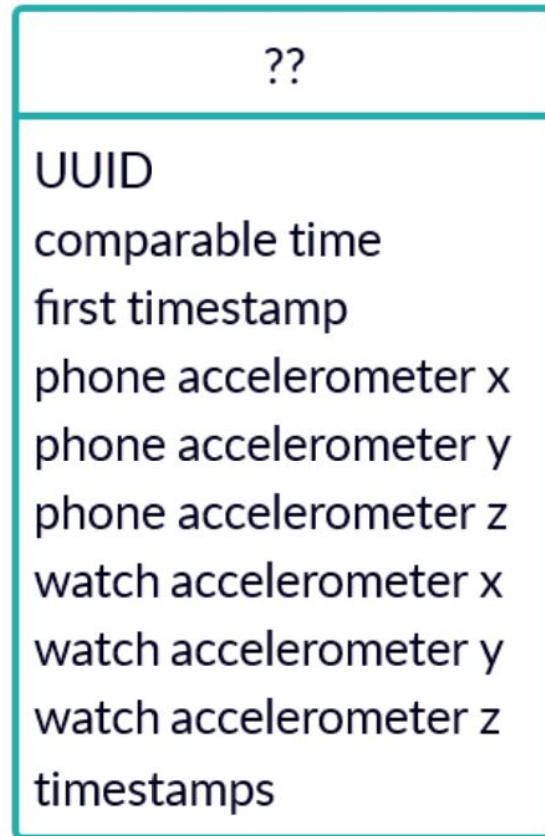 ??
UUID
comparable time
first timestamp
phone accelerometer x
phone accelerometer y
phone accelerometer z
watch accelerometer x
watch accelerometer y
watch accelerometer z
timestamps